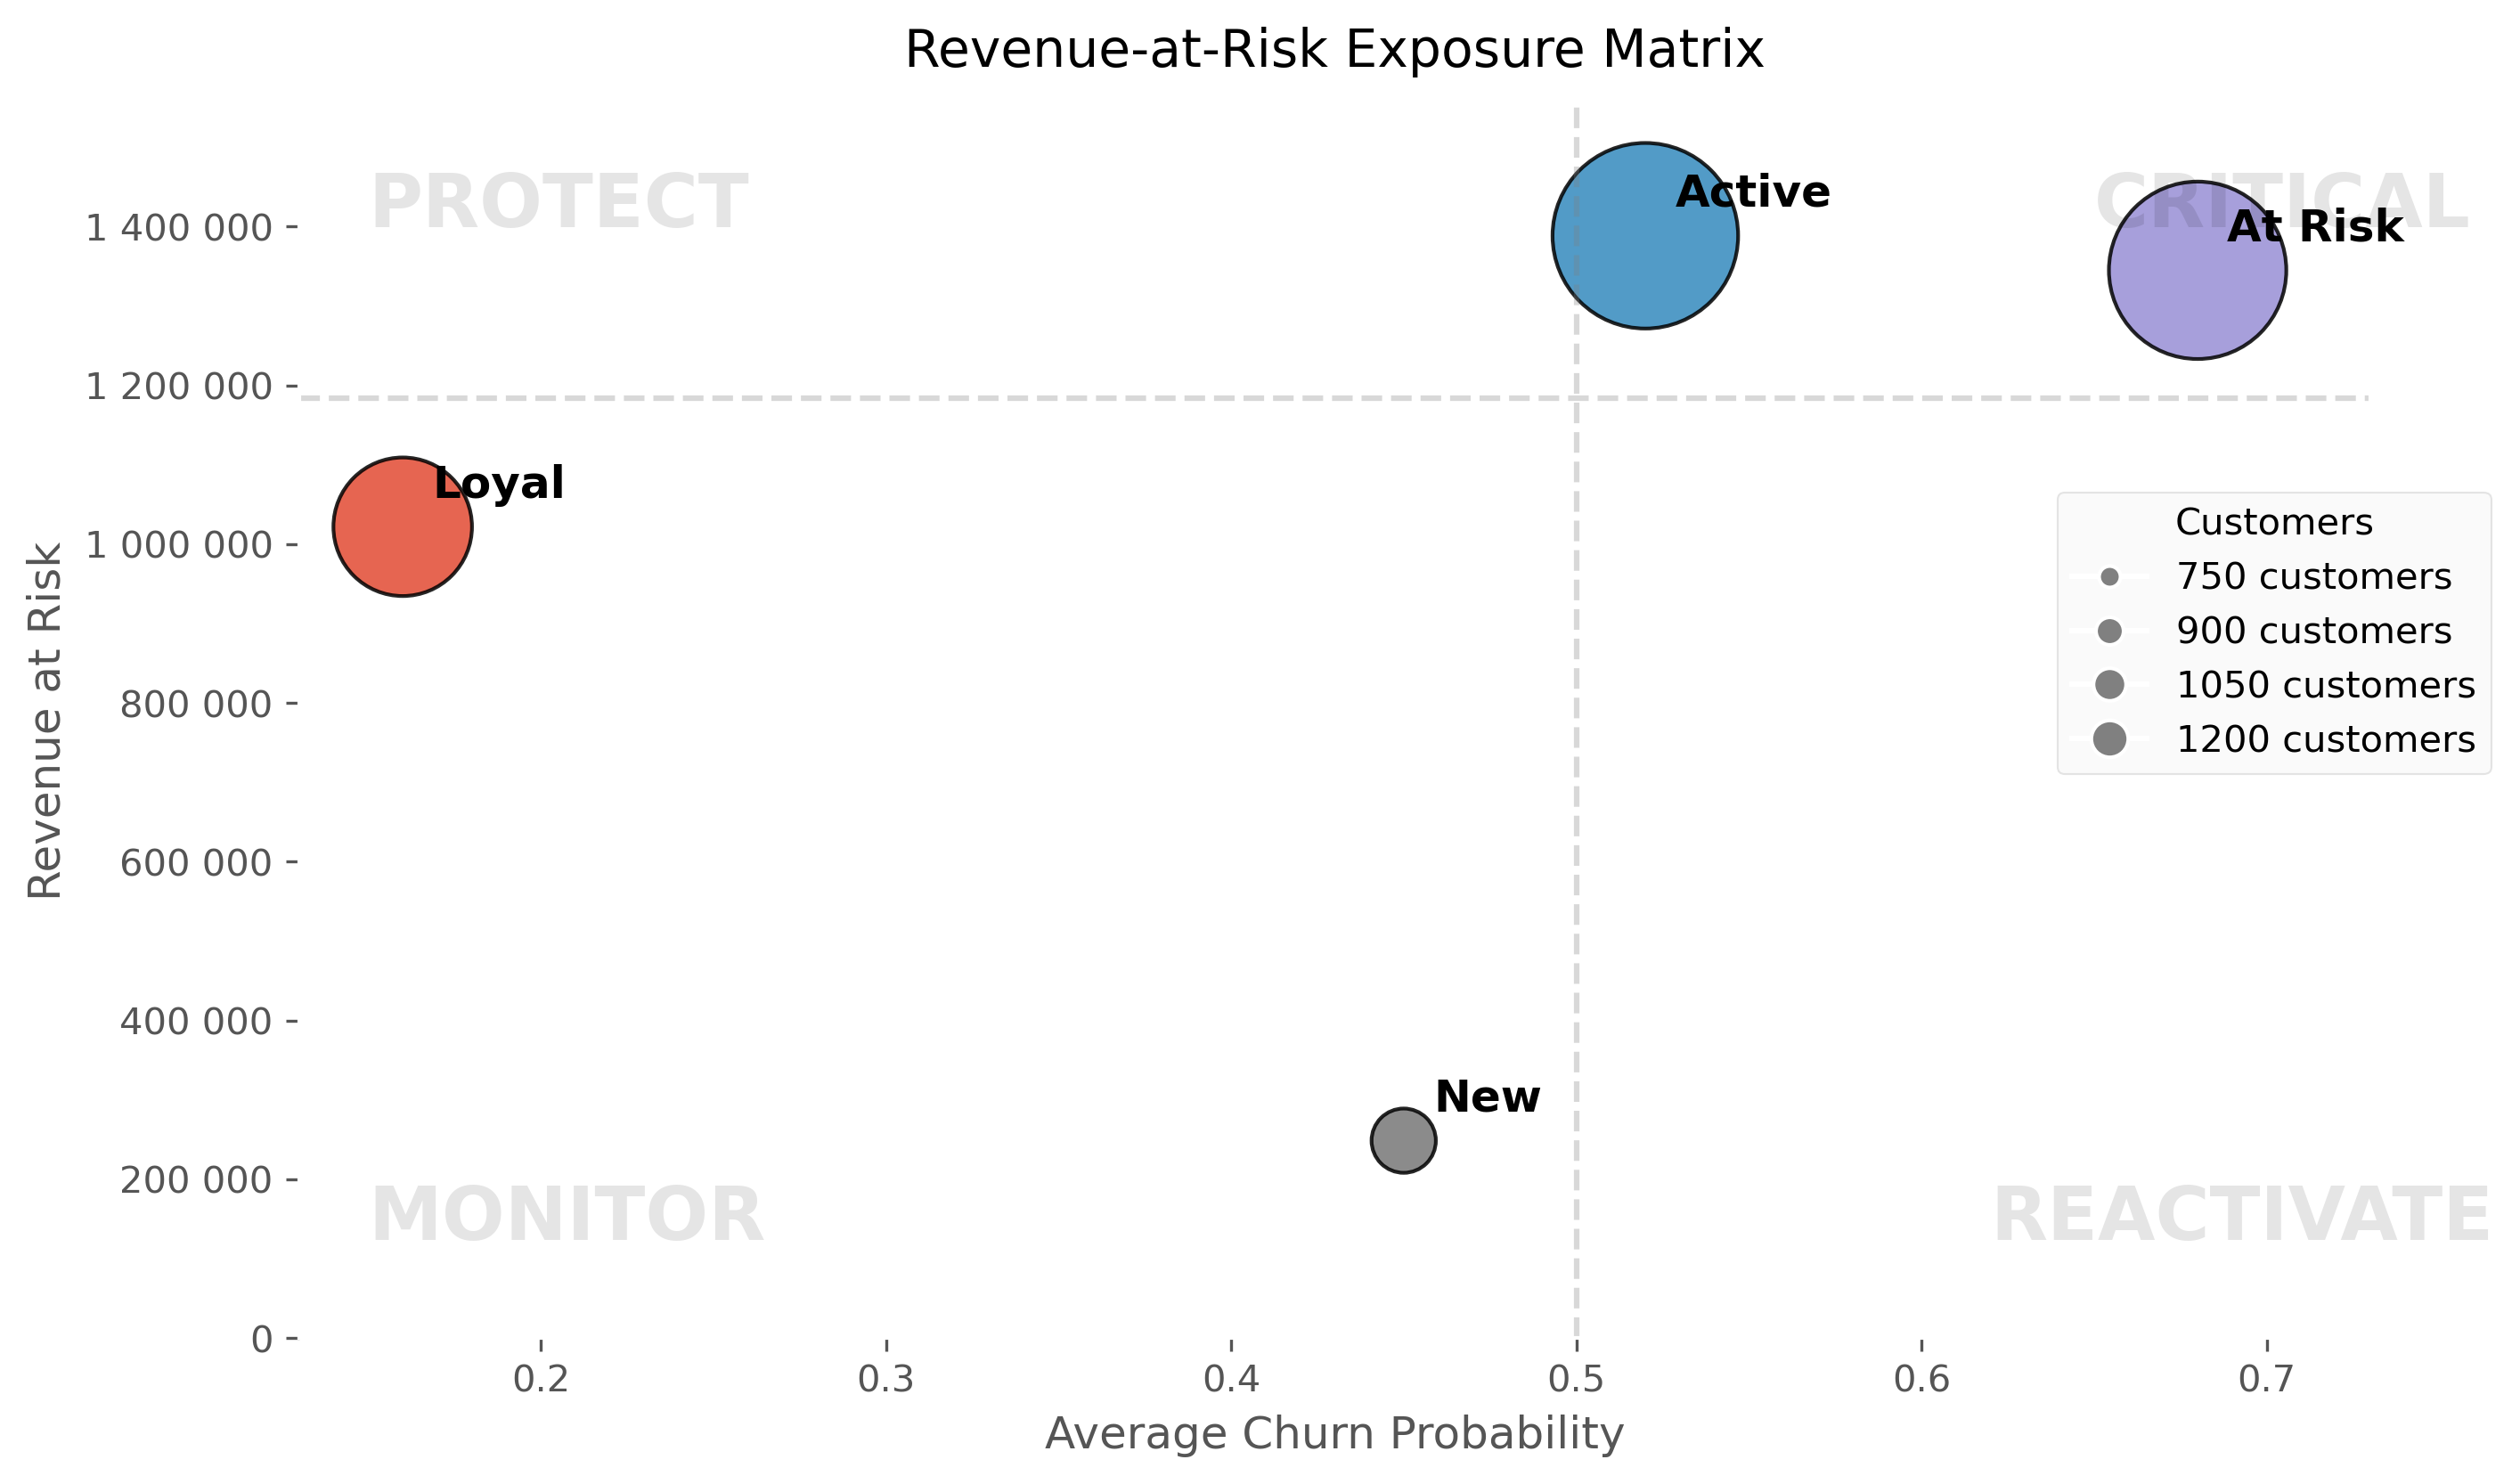 Revenue-at-Risk Exposure Matrix
PROTECT
CRITICAL
Active
At Risk
Loyal
New
MONITOR
REACTIVATE
Customers
750 customers
900 customers
1050 customers
1200 customers
Revenue at Risk
1 400 000
1 200 000
1 000 000
800 000
600 000
400 000
200 000
0
0.2
0.3
0.4
0.5
0.6
0.7
Average Churn Probability